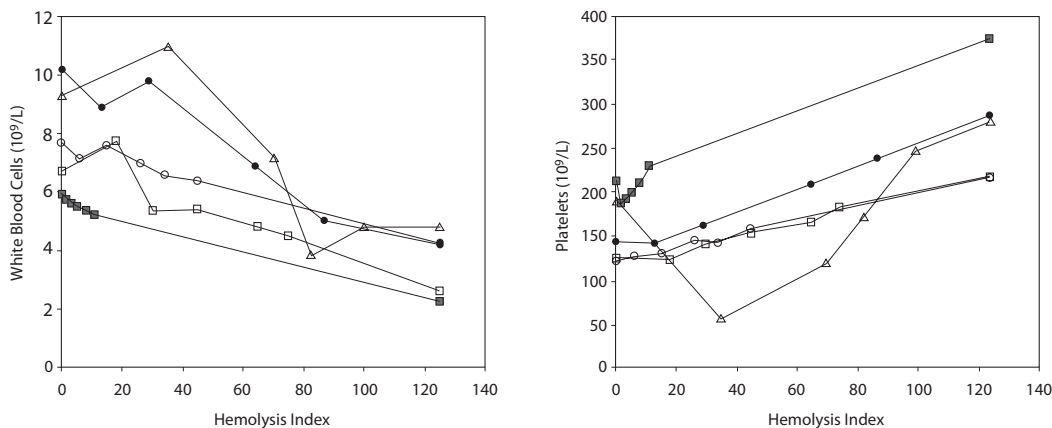 12
10
8
6
4
2
0
White Blood Cells (10⁹/L)
0 20 40 60 80 100 120 140
Hemolysis Index
400
350
300
250
200
150
100
50
0
Platelets (10⁹/L)
0 20 40 60 80 100 120 140
Hemolysis Index